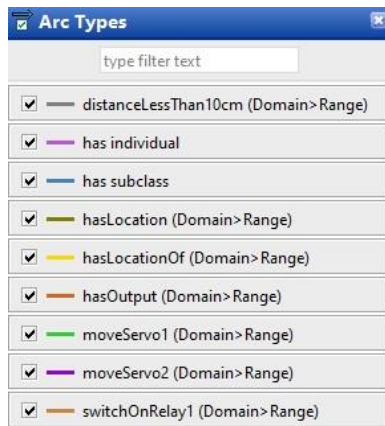 Arc Types
type filter text
distanceLessThan10cm (Domain>Range)
has individual
has subclass
hasLocation (Domain>Range)
hasLocationOf (Domain>Range)
hasOutput (Domain>Range)
moveServo1 (Domain>Range)
moveServo2 (Domain>Range)
switchOnRelay1 (Domain>Range)